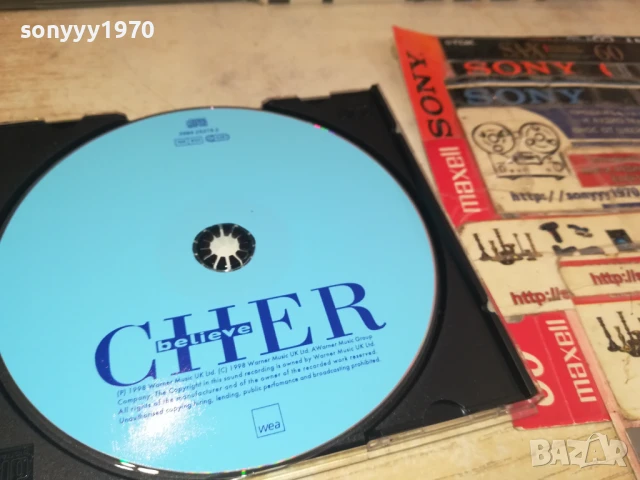 sonyyy1970
CHER
believe
(P) 1998 Warner Music UK Ltd. (C) 1998 Warner Music UK Ltd. A Warner Music Group
Company. The Copyright in this sound recording is owned by Warner Music UK Ltd.
All rights of the manufacturer and of the owner of the recorded work reserved.
Unauthorised copying, hiring, lending, public performance and broadcasting prohibited.
wea
TDK
60
SONY
SONY
SONY
maxell
http://sonyyy1970
http://
http://
maxell
BAZAR